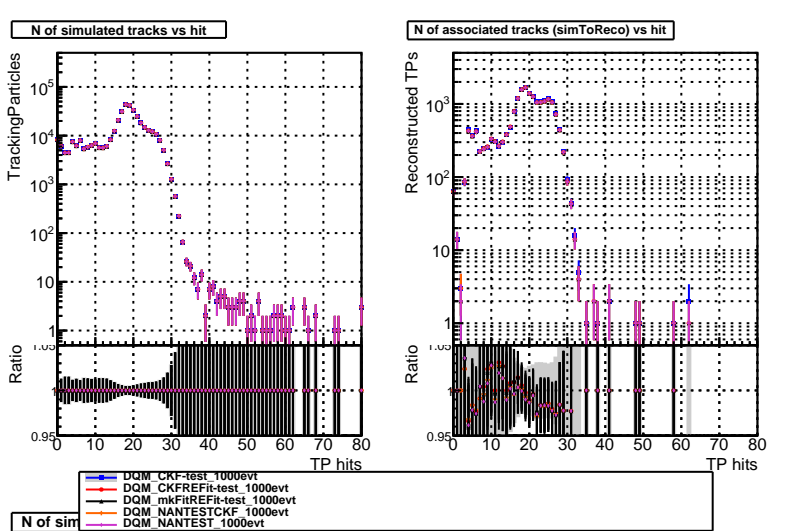 N of simulated tracks vs hit
N of associated tracks (simToReco) vs hit
TrackingParticles
10^5
10^4
10^3
10^2
10
1
Ratio
1.05
1
0.95
0 10 20 30 40 50 60 70 80
TP hits
Reconstructed TPs
10^3
10^2
10
1
Ratio
1.05
1
0.95
0 10 20 30 40 50 60 70 80
TP hits
DQM_CKF-test_1000evt
DQM_CKFREFit-test_1000evt
DQM_mkFitREFit-test_1000evt
DQM_NANTESTCKF_1000evt
DQM_NANTEST_1000evt
N of sim